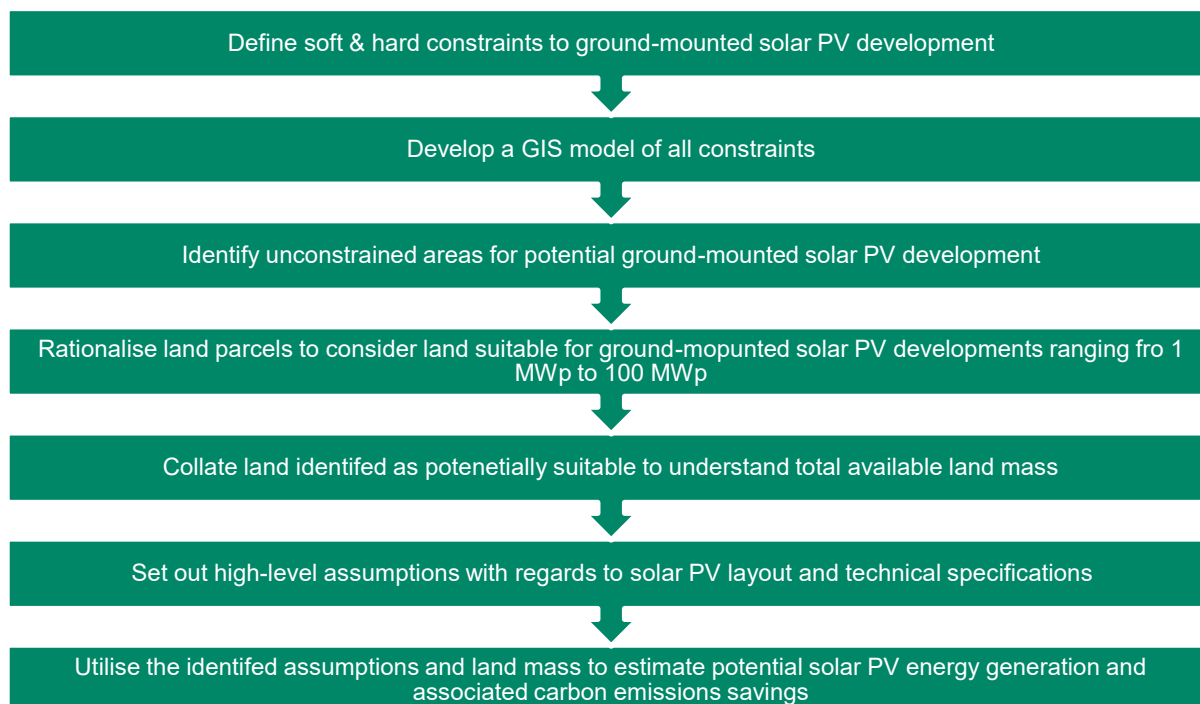 Define soft & hard constraints to ground-mounted solar PV development
Develop a GIS model of all constraints
Identify unconstrained areas for potential ground-mounted solar PV development
Rationalise land parcels to consider land suitable for ground-mopunted solar PV developments ranging fro 1
MWp to 100 MWp
Collate land identifed as potenetially suitable to understand total available land mass
Set out high-level assumptions with regards to solar PV layout and technical specifications
Utilise the identifed assumptions and land mass to estimate potential solar PV energy generation and
associated carbon emissions savings